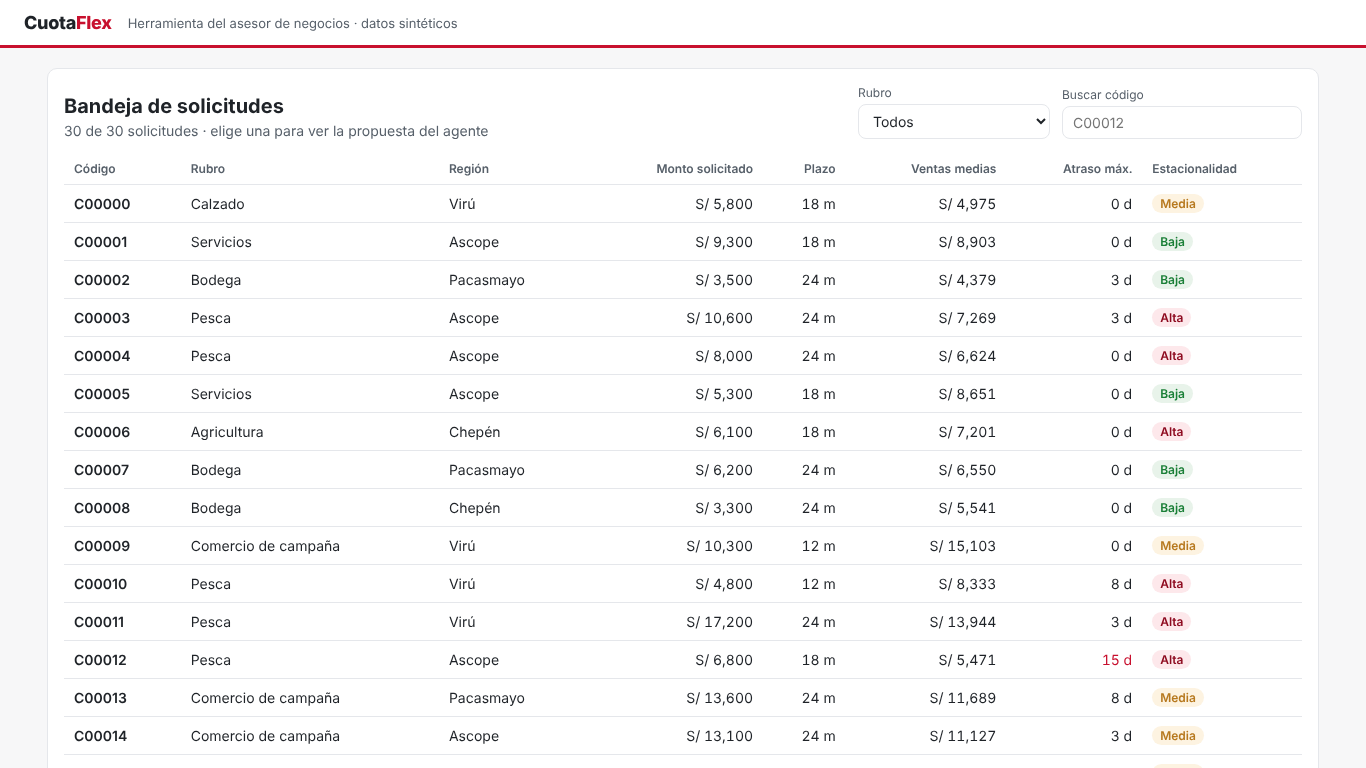 CuotaFlex Herramienta del asesor de negocios · datos sintéticos
Bandeja de solicitudes
30 de 30 solicitudes · elige una para ver la propuesta del agente
Rubro
Todos
Buscar código
C00012
Código Rubro Región Monto solicitado Plazo Ventas medias Atraso máx. Estacionalidad
C00000 Calzado Virú S/ 5,800 18 m S/ 4,975 0 d Media
C00001 Servicios Ascope S/ 9,300 18 m S/ 8,903 0 d Baja
C00002 Bodega Pacasmayo S/ 3,500 24 m S/ 4,379 3 d Baja
C00003 Pesca Ascope S/ 10,600 24 m S/ 7,269 3 d Alta
C00004 Pesca Ascope S/ 8,000 24 m S/ 6,624 0 d Alta
C00005 Servicios Ascope S/ 5,300 18 m S/ 8,651 0 d Baja
C00006 Agricultura Chepén S/ 6,100 18 m S/ 7,201 0 d Alta
C00007 Bodega Pacasmayo S/ 6,200 24 m S/ 6,550 0 d Baja
C00008 Bodega Chepén S/ 3,300 24 m S/ 5,541 0 d Baja
C00009 Comercio de campaña Virú S/ 10,300 12 m S/ 15,103 0 d Media
C00010 Pesca Virú S/ 4,800 12 m S/ 8,333 8 d Alta
C00011 Pesca Virú S/ 17,200 24 m S/ 13,944 3 d Alta
C00012 Pesca Ascope S/ 6,800 18 m S/ 5,471 15 d Alta
C00013 Comercio de campaña Pacasmayo S/ 13,600 24 m S/ 11,689 8 d Media
C00014 Comercio de campaña Ascope S/ 13,100 24 m S/ 11,127 3 d Media